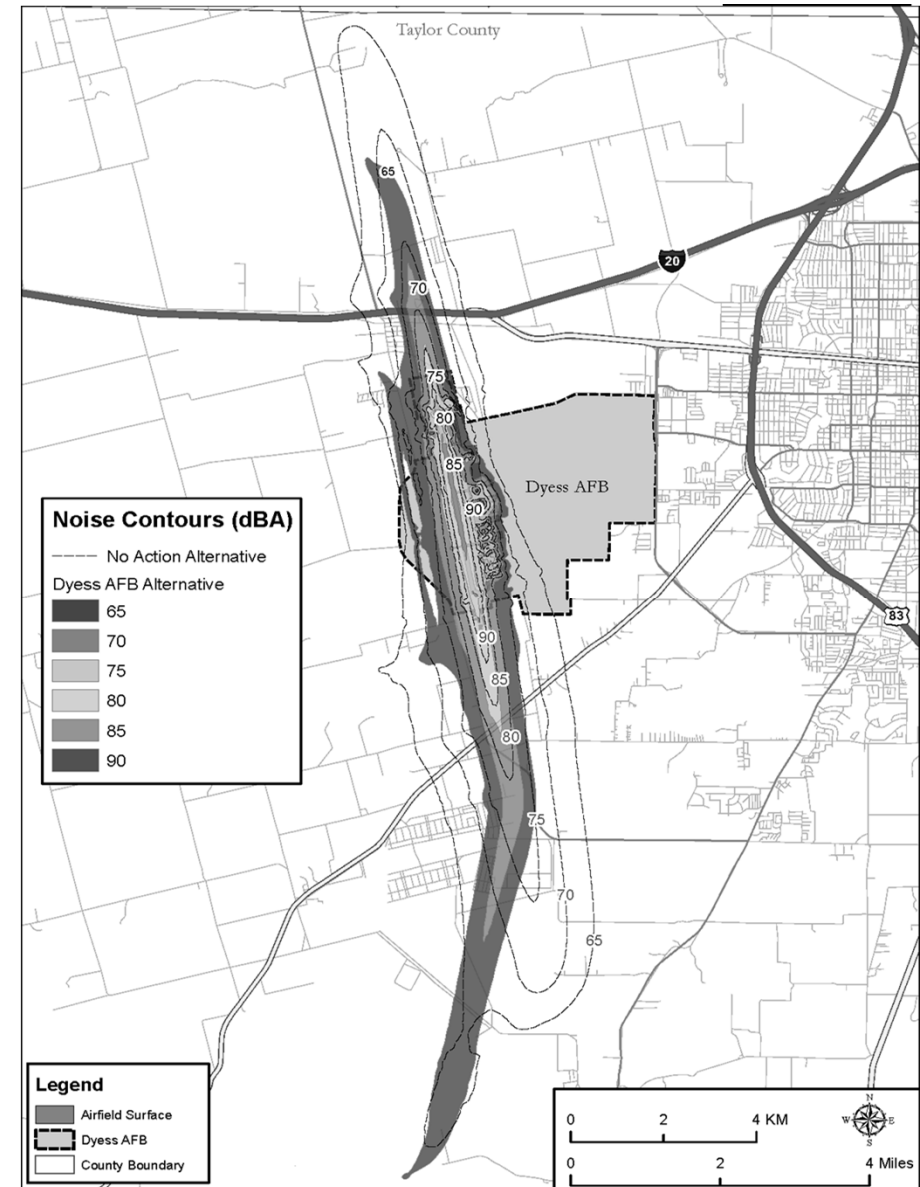 Taylor County
65
20
70
75
80
85
Dyess AFB
90
83
90
85
80
75
70
65
Noise Contours (dBA)
No Action Alternative
Dyess AFB Alternative
65
70
75
80
85
90
Legend
Airfield Surface
Dyess AFB
County Boundary
0 2 4 KM
N
W E
S
0 2 4 Miles